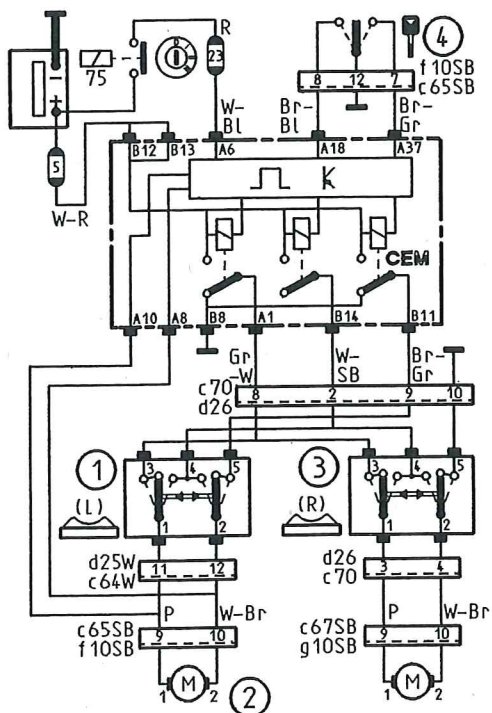 R
23
75
4
f10SB
c65SB
8 12 7
- +
5
W-Bl
Br-Bl
Br-Gr
W-R
B12 B13 A6 A18 A37
K
CEM
A10 A8 B8 A1 B14 B11
Gr-W
W-SB
Br-Gr
c70
d26
8 2 9 10
1
3 4 5
(L)
1 2
3
3 4 5
(R)
1 2
d25W
c64W
11 12
d26
c70
3 4
P W-Br
P W-Br
c65SB
f10SB
9 10
c67SB
g10SB
9 10
1 M 2
2
1 M 2